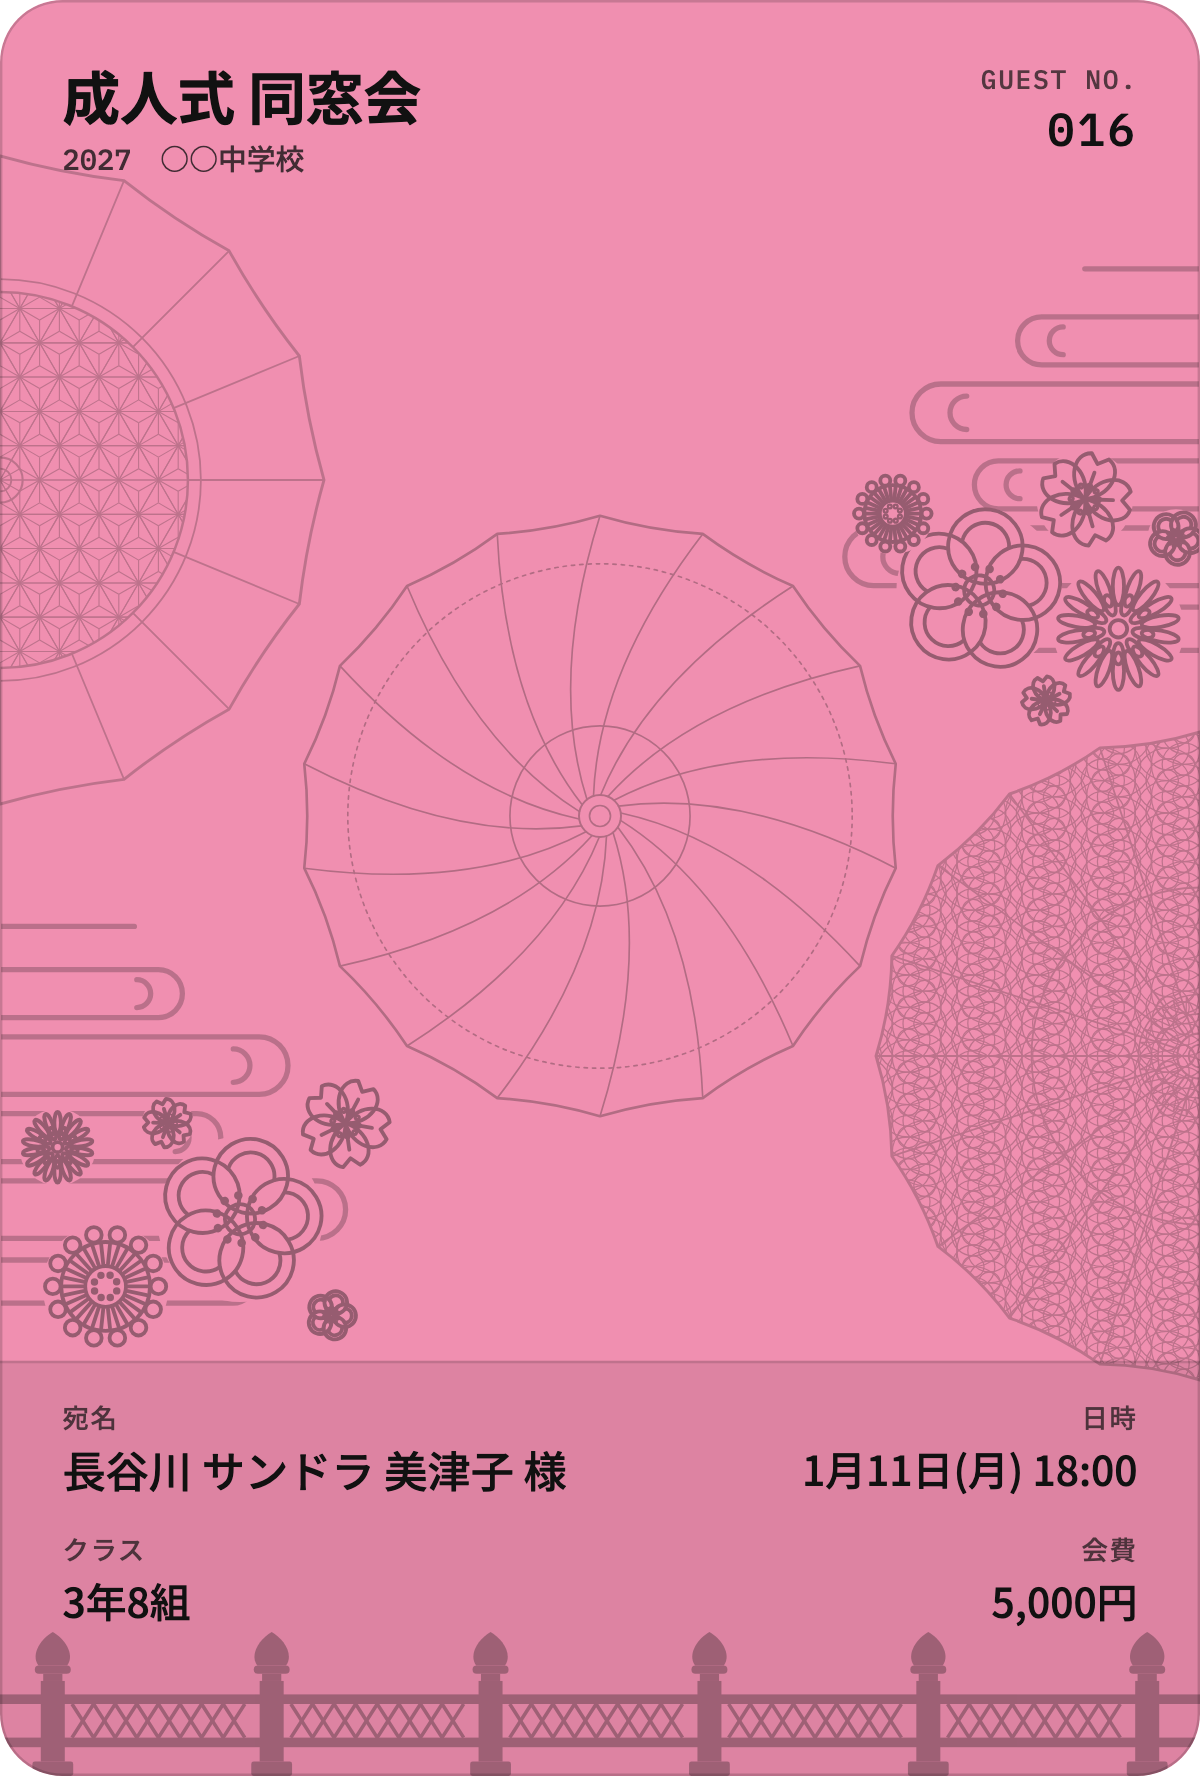 成人式 同窓会
2027 〇〇中学校
GUEST NO.
016
宛名
長谷川 サンドラ 美津子 様
日時
1月11日(月) 18:00
クラス
3年8組
会費
5,000円